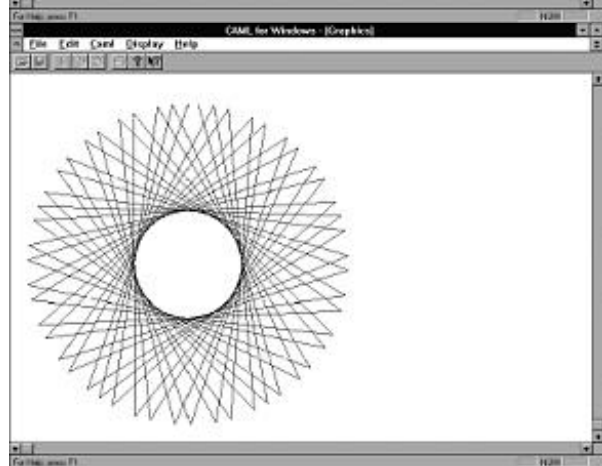 For Help, press F1
CAML for Windows - [Graphics]
File Edit Caml Display Help
For Help, press F1